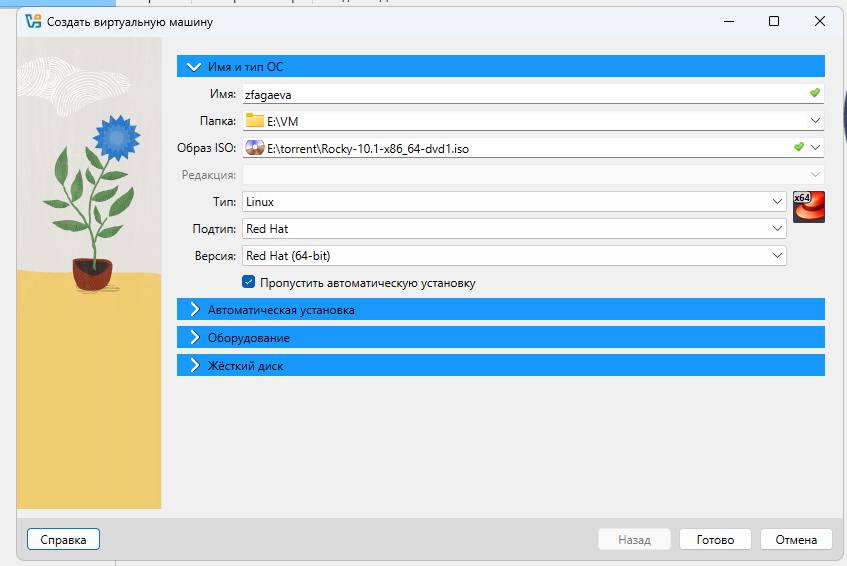 Создать виртуальную машину
Имя и тип ОС
Имя: zfagaeva
Папка: E:\VM
Образ ISO: E:\torrent\Rocky-10.1-x86_64-dvd1.iso
Редакция:
Тип: Linux
x64
Подтип: Red Hat
Версия: Red Hat (64-bit)
Пропустить автоматическую установку
Автоматическая установка
Оборудование
Жёсткий диск
Справка Назад Готово Отмена